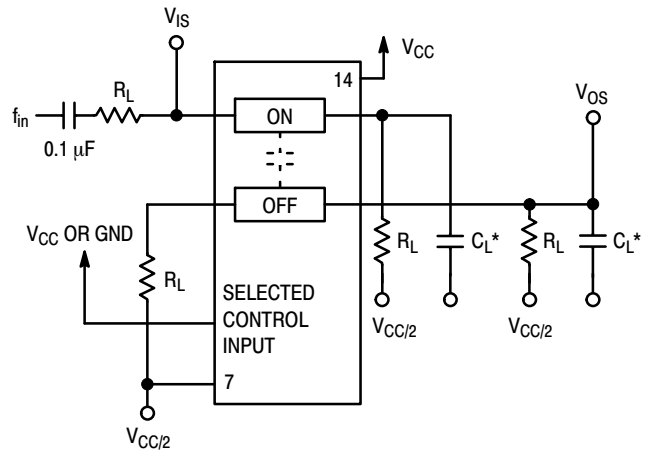 V_IS
14
V_CC
f_in
R_L
0.1 μF
ON
V_OS
OFF
V_CC OR GND
R_L
R_L
C_L*
R_L
C_L*
SELECTED
CONTROL
INPUT
V_CC/2
V_CC/2
7
V_CC/2